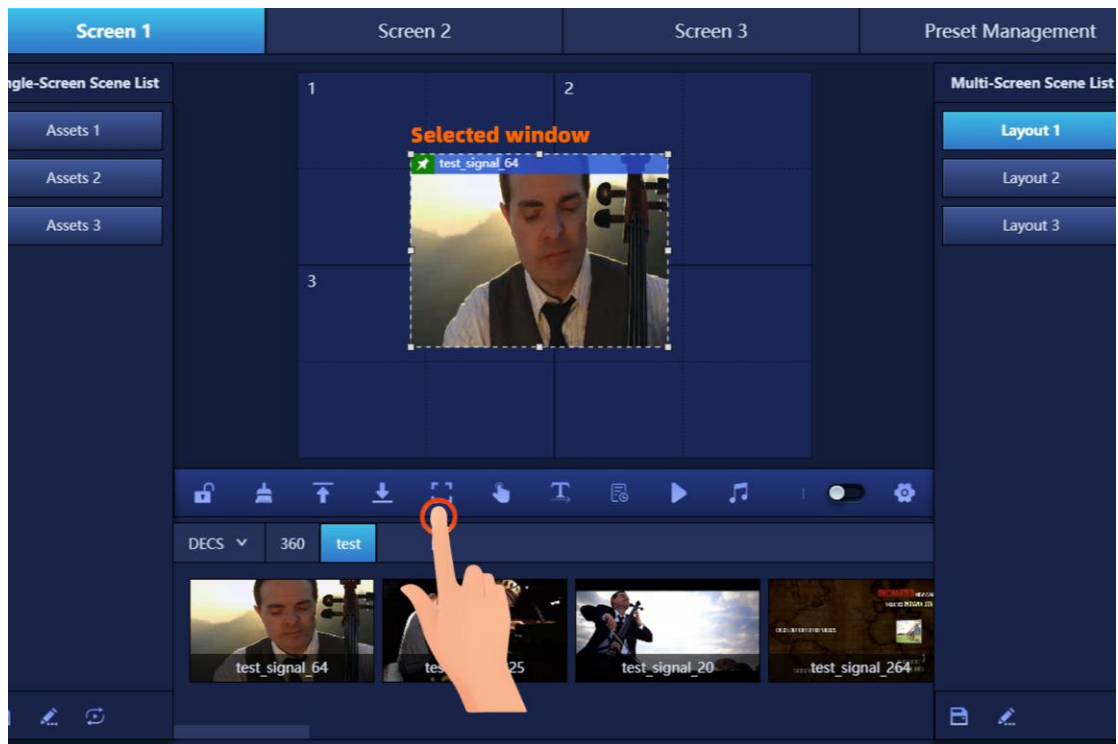 Screen 1
Screen 2
Screen 3
Preset Management
ngle-Screen Scene List
Assets 1
Assets 2
Assets 3
1
2
Selected window
test_signal_64
3
Multi-Screen Scene List
Layout 1
Layout 2
Layout 3
DECS
360
test
test_signal_64
25
test_signal_20
test_signal_264